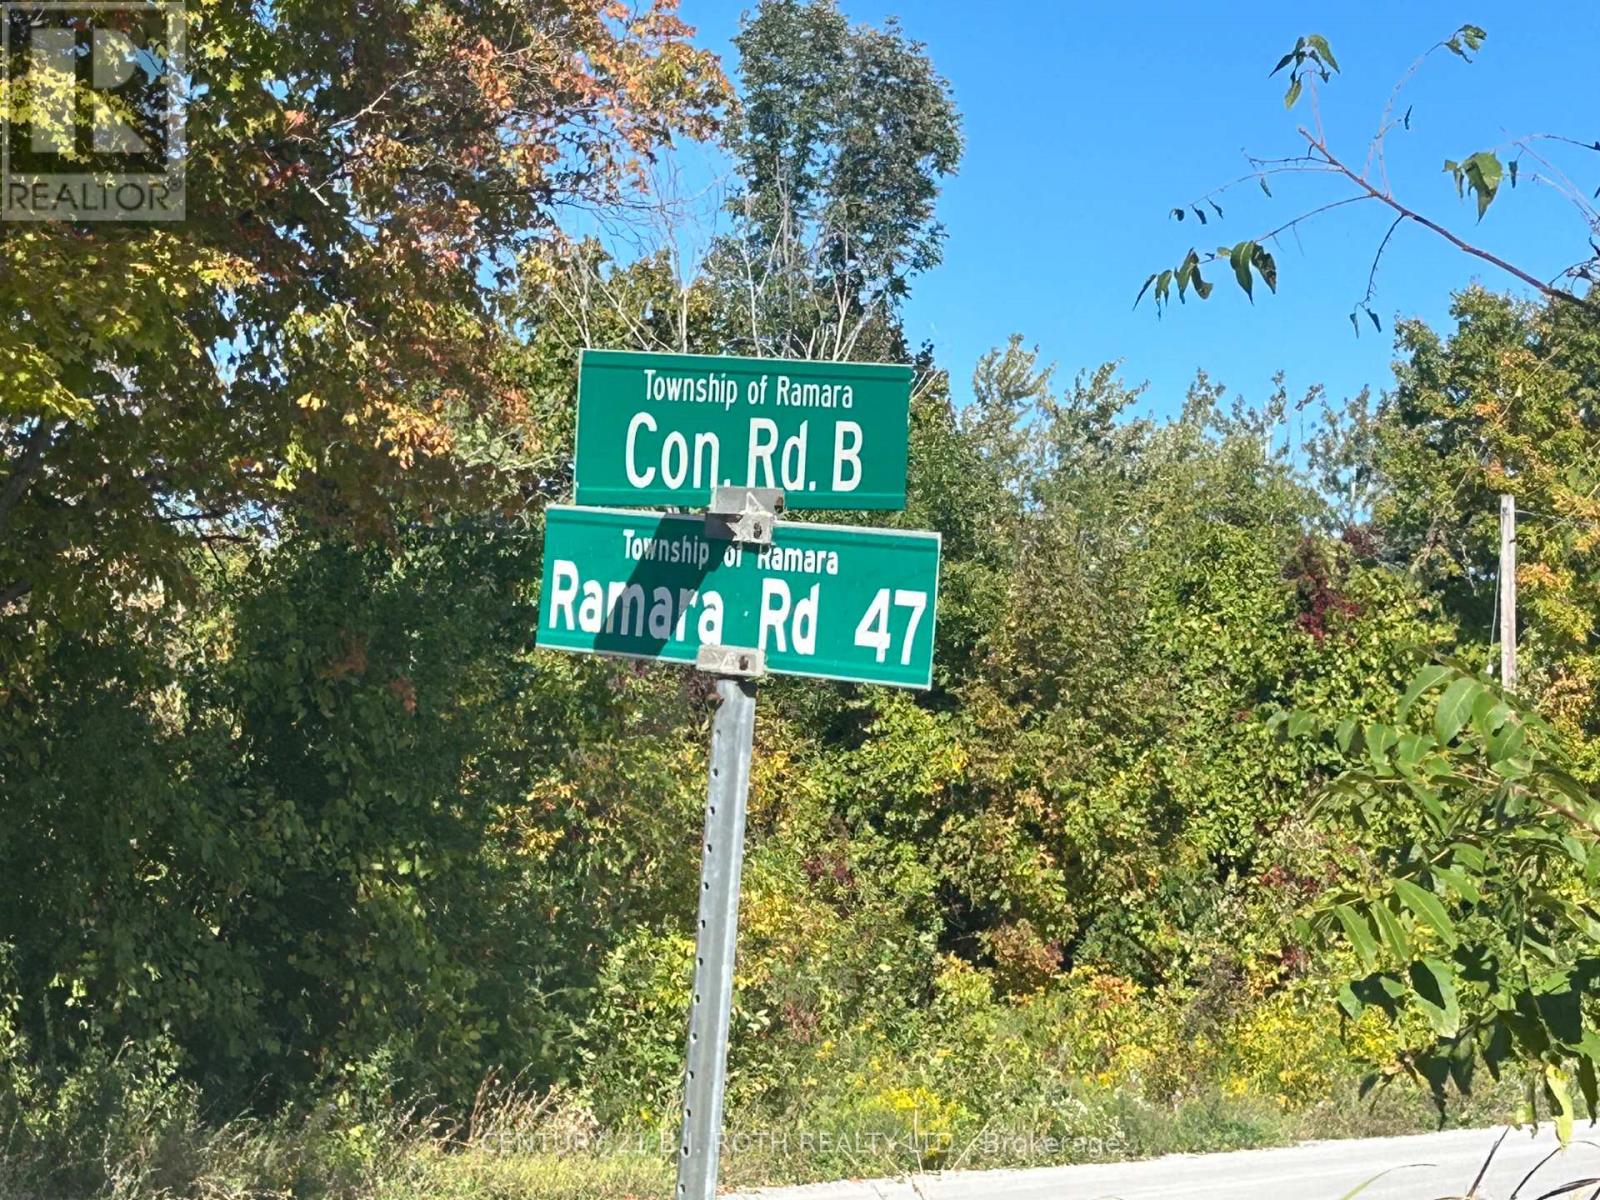 REALTOR®
Township of Ramara
Con. Rd. B
Township of Ramara
Ramara Rd 47
CENTURY 21 B.J. ROTH REALTY LTD., Brokerage